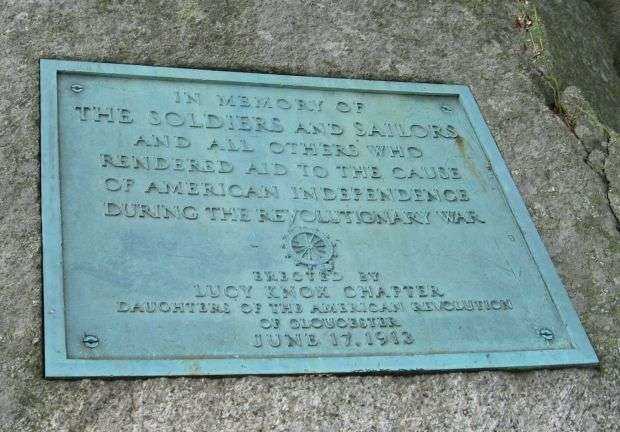 IN MEMORY OF
THE SOLDIERS AND SAILORS
AND ALL OTHERS WHO
RENDERED AID TO THE CAUSE
OF AMERICAN INDEPENDENCE
DURING THE REVOLUTIONARY WAR
ERECTED BY
LUCY KNOX CHAPTER
DAUGHTERS OF THE AMERICAN REVOLUTION
OF GLOUCESTER
JUNE 17, 1913